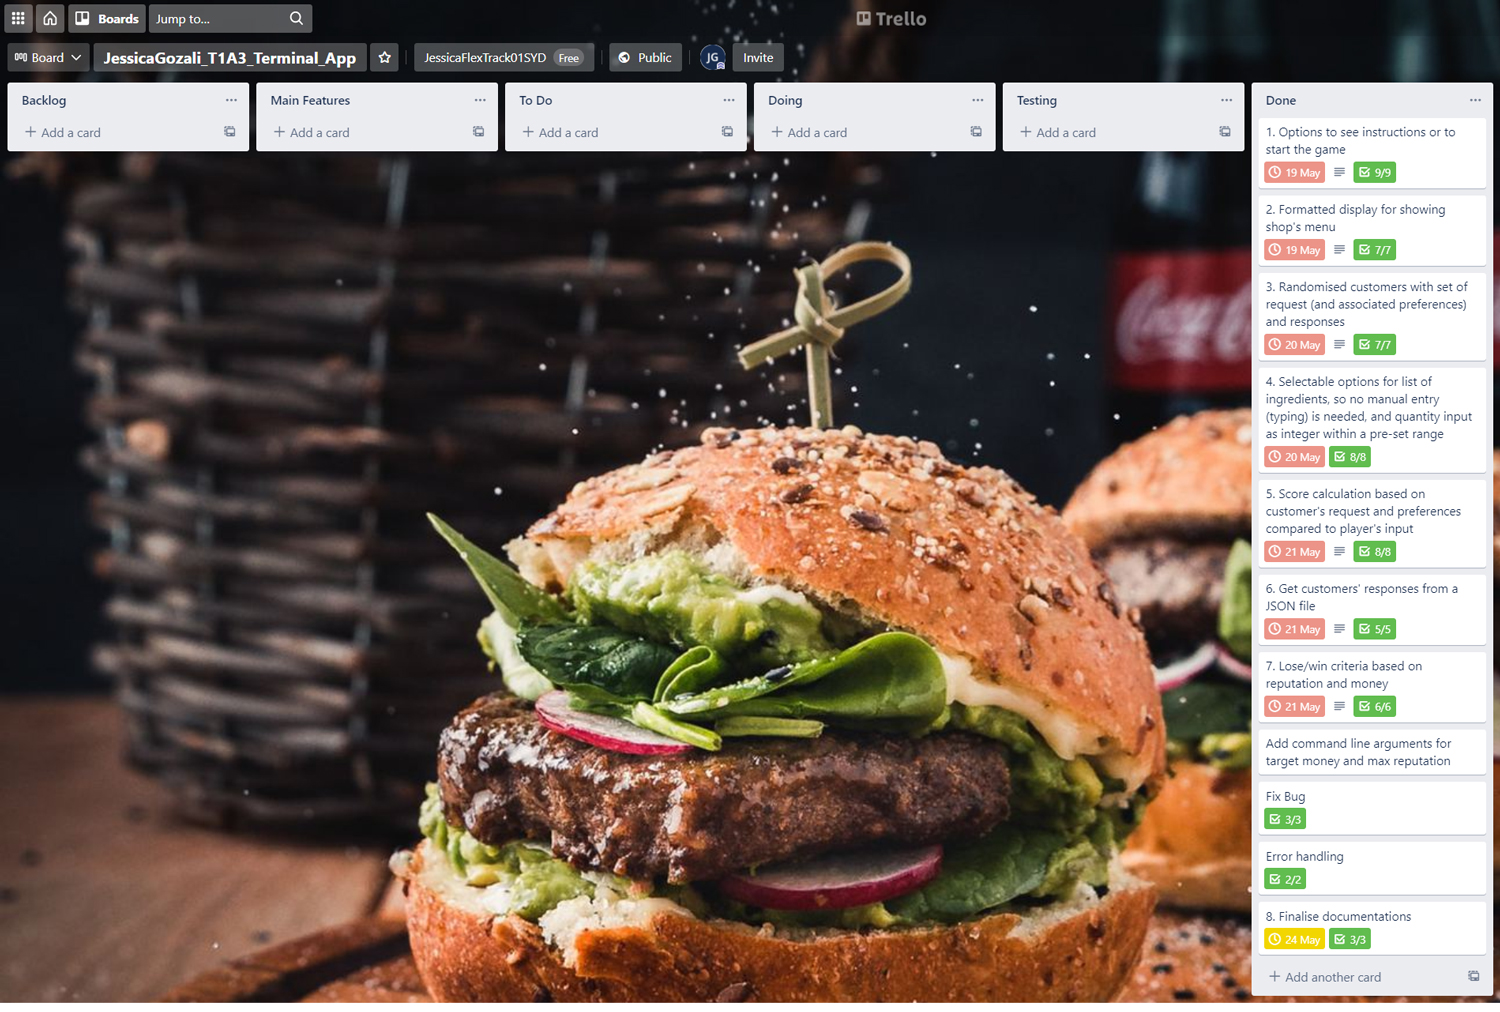 Boards
Jump to...
Trello
Board
JessicaGozali_T1A3_Terminal_App
JessicaFlexTrack01SYD Free
Public
JG
Invite
Backlog
Add a card
Main Features
Add a card
To Do
Add a card
Doing
Add a card
Testing
Add a card
Done
1. Options to see instructions or to
start the game
19 May 9/9
2. Formatted display for showing
shop's menu
19 May 7/7
3. Randomised customers with set of
request (and associated preferences)
and responses
20 May 7/7
4. Selectable options for list of
ingredients, so no manual entry
(typing) is needed, and quantity input
as integer within a pre-set range
20 May 8/8
5. Score calculation based on
customer's request and preferences
compared to player's input
21 May 8/8
6. Get customers' responses from a
JSON file
21 May 5/5
7. Lose/win criteria based on
reputation and money
21 May 6/6
Add command line arguments for
target money and max reputation
Fix Bug
3/3
Error handling
2/2
8. Finalise documentations
24 May 3/3
Add another card
Coca